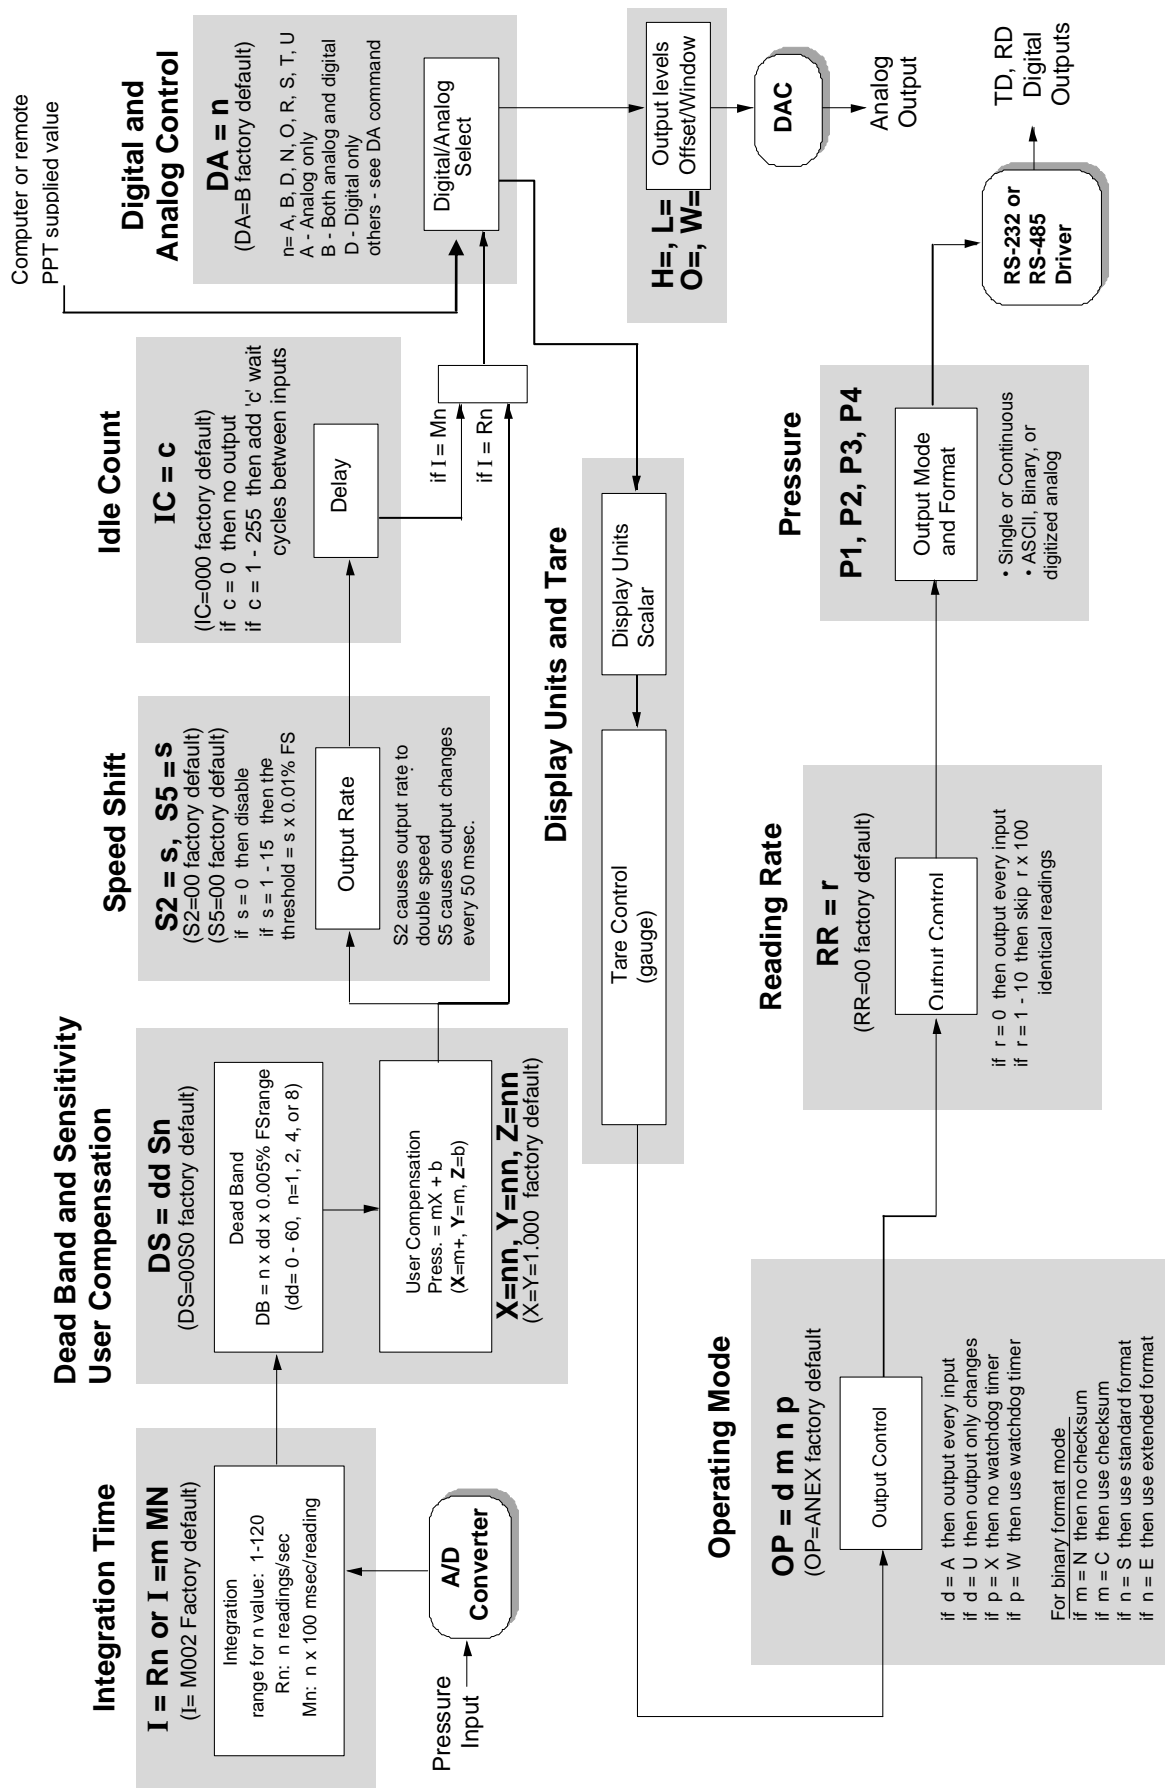 Integration Time
I = Rn or I =m MN
(I= M002 Factory default)
Integration
range for n value: 1-120
Rn: n readings/sec
Mn: n x 100 msec/reading
A/D
Converter
Pressure
Input
Dead Band and Sensitivity
User Compensation
DS = dd Sn
(DS=00S0 factory default)
Dead Band
DB = n x dd x 0.005% FSrange
(dd= 0 - 60, n=1, 2, 4, or 8)
User Compensation
Press. = mX + b
(X=m+, Y=m, Z=b)
X=nn, Y=nn, Z=nn
(X=Y=1.000 factory default)
Speed Shift
S2 = s, S5 = s
(S2=00 factory default)
(S5=00 factory default)
if s = 0 then disable
if s = 1 - 15 then the
threshold = s x 0.01% FS
Output Rate
S2 causes output rate to
double speed
S5 causes output changes
every 50 msec.
Idle Count
IC = c
(IC=000 factory default)
if c = 0 then no output
if c = 1 - 255 then add 'c' wait
cycles between inputs
Delay
if I = Mn
if I = Rn
Computer or remote
PPT supplied value
Digital and
Analog Control
DA = n
(DA=B factory default)
n= A, B, D, N, O, R, S, T, U
A - Analog only
B - Both analog and digital
D - Digital only
others - see DA command
Digital/Analog
Select
H=, L=
O=, W=
Output levels
Offset/Window
DAC
Analog
Output
Display Units and Tare
Tare Control
(gauge)
Display Units
Scalar
Operating Mode
OP = d m n p
(OP=ANEX factory default
Output Control
if d = A then output every input
if d = U then output only changes
if p = X then no watchdog timer
if p = W then use watchdog timer
For binary format mode
if m = N then no checksum
if m = C then use checksum
if n = S then use standard format
if n = E then use extended format
Reading Rate
RR = r
(RR=00 factory default)
Output Control
if r = 0 then output every input
if r = 1 - 10 then skip r x 100
identical readings
Pressure
P1, P2, P3, P4
Output Mode
and Format
• Single or Continuous
• ASCII, Binary, or
digitized analog
RS-232 or
RS-485
Driver
TD, RD
Digital
Outputs